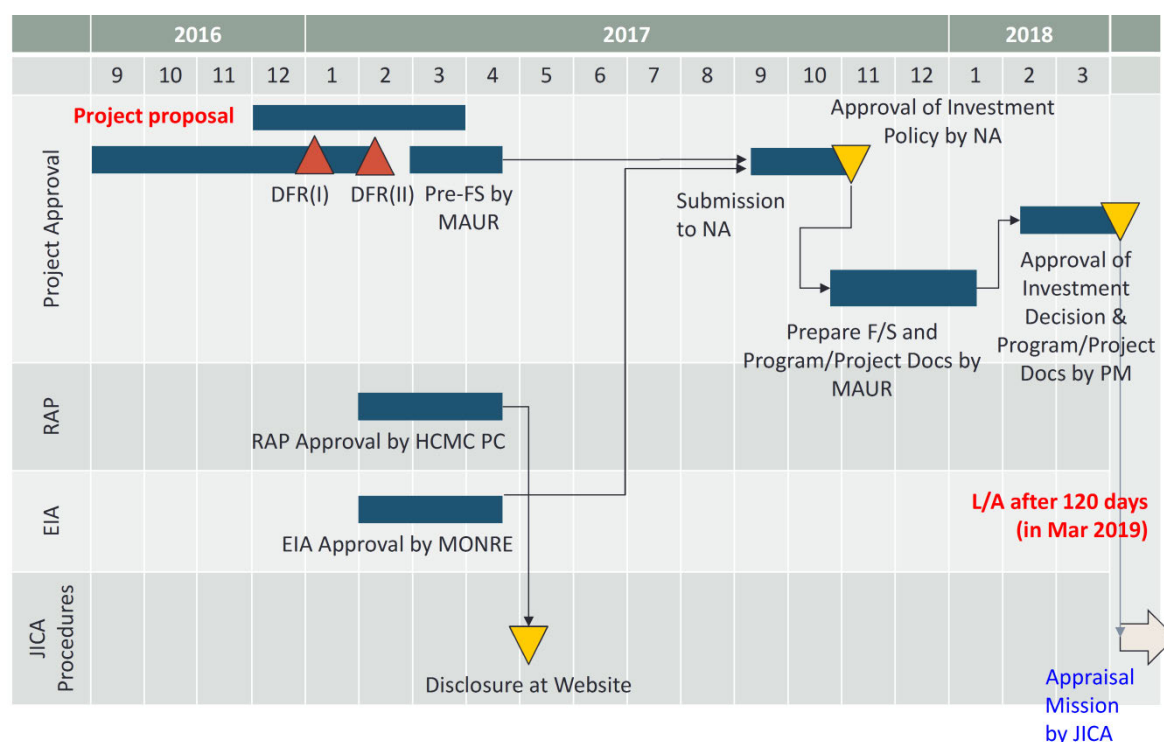 2016 2017 2018
9 10 11 12 1 2 3 4 5 6 7 8 9 10 11 12 1 2 3
Project Approval
Project proposal
DFR(I)
DFR(II)
Pre-FS by
MAUR
Submission
to NA
Approval of Investment
Policy by NA
Prepare F/S and
Program/Project Docs by
MAUR
Approval of
Investment
Decision &
Program/Project
Docs by PM
RAP
RAP Approval by HCMC PC
EIA
EIA Approval by MONRE
L/A after 120 days
(in Mar 2019)
JICA
Procedures
Disclosure at Website
Appraisal
Mission
by JICA